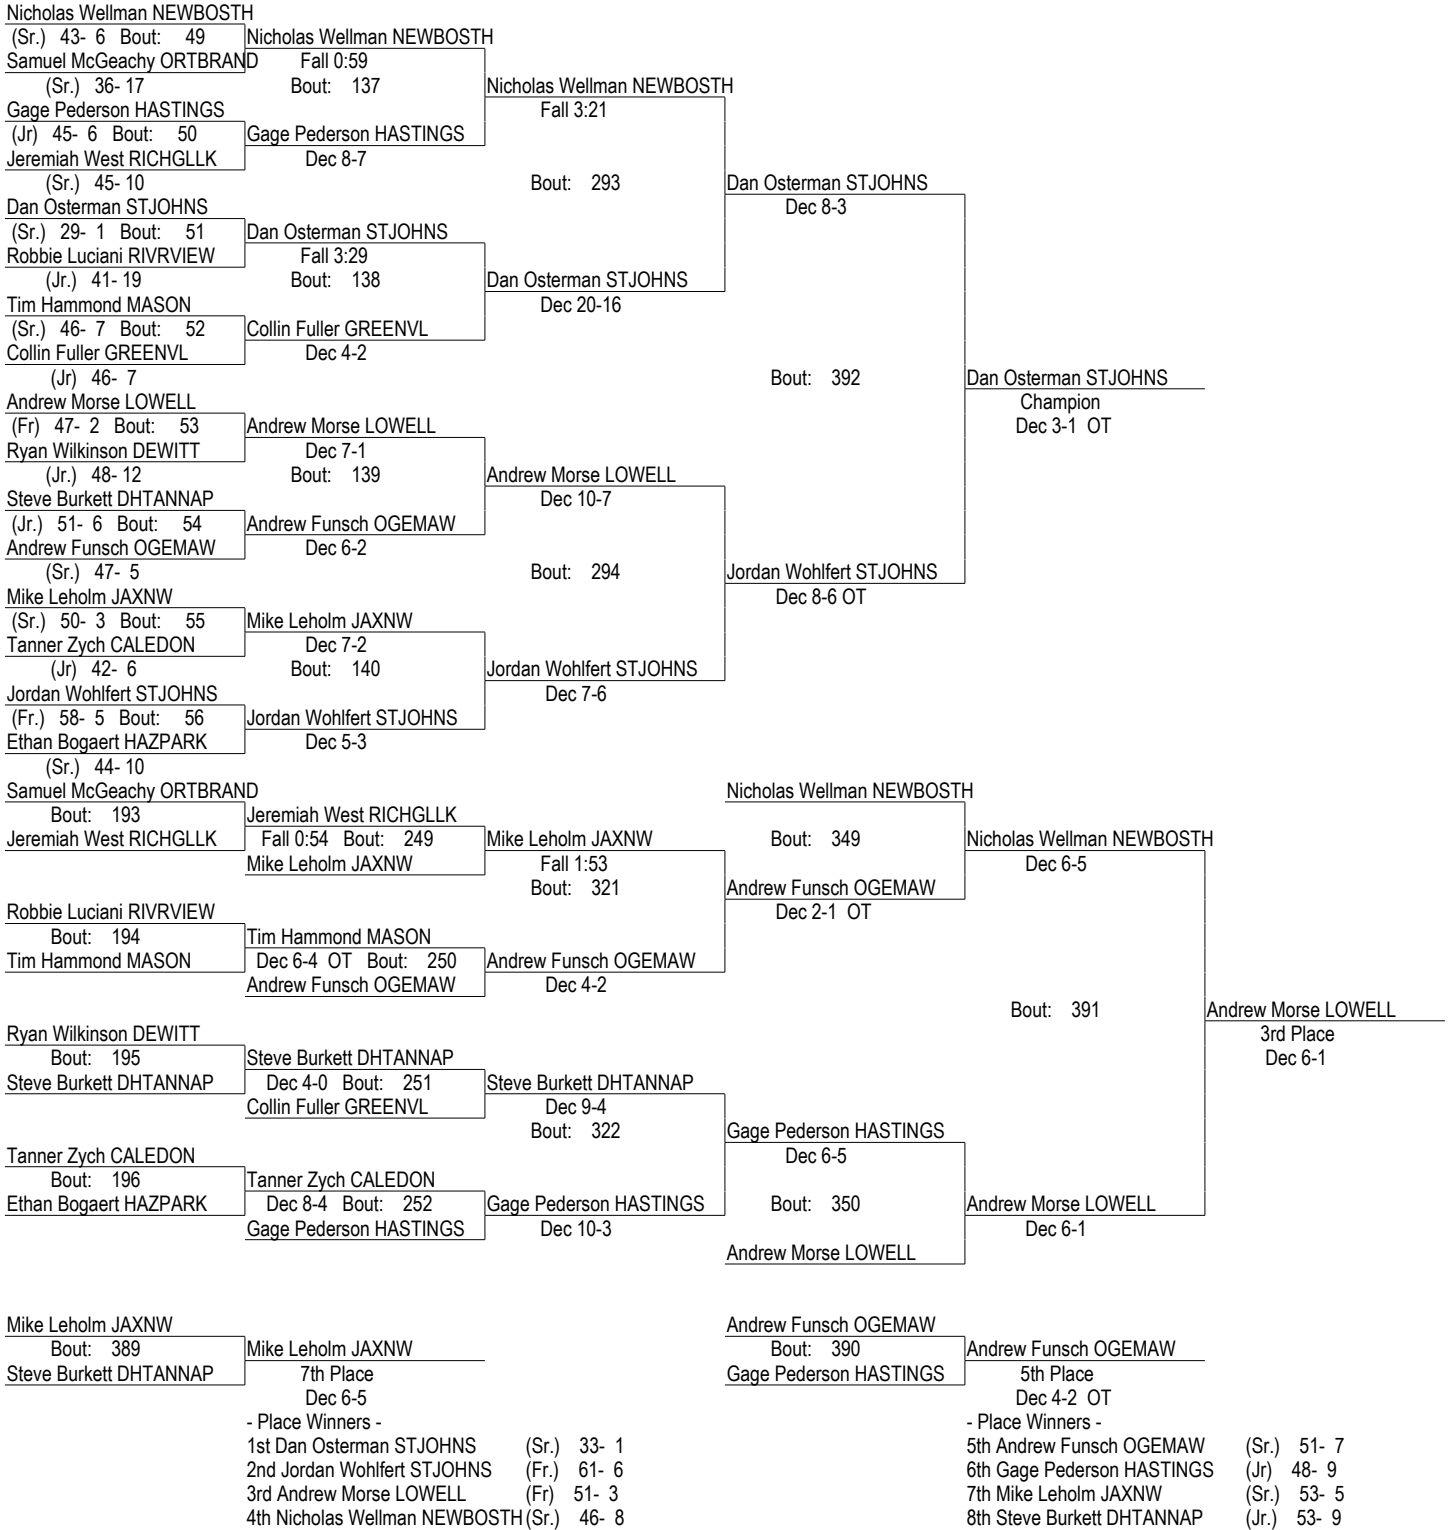 Nicholas Wellman NEWBOSTH
(Sr.) 43- 6 Bout: 49 Nicholas Wellman NEWBOSTH
Samuel McGeachy ORTBRAND Fall 0:59
(Sr.) 36- 17 Bout: 137 Nicholas Wellman NEWBOSTH
Gage Pederson HASTINGS Fall 3:21
(Jr) 45- 6 Bout: 50 Gage Pederson HASTINGS
Jeremiah West RICHGLLK Dec 8-7
(Sr.) 45- 10 Bout: 293 Dan Osterman STJOHNS
Dan Osterman STJOHNS Dec 8-3
(Sr.) 29- 1 Bout: 51 Dan Osterman STJOHNS
Robbie Luciani RIVRVIEW Fall 3:29
(Jr.) 41- 19 Bout: 138 Dan Osterman STJOHNS
Tim Hammond MASON Dec 20-16
(Sr.) 46- 7 Bout: 52 Collin Fuller GREENVL
Collin Fuller GREENVL Dec 4-2
(Jr) 46- 7 Bout: 392 Dan Osterman STJOHNS
Andrew Morse LOWELL Champion
(Fr) 47- 2 Bout: 53 Andrew Morse LOWELL Dec 3-1 OT
Ryan Wilkinson DEWITT Dec 7-1
(Jr.) 48- 12 Bout: 139 Andrew Morse LOWELL
Steve Burkett DHTANNAP Dec 10-7
(Jr.) 51- 6 Bout: 54 Andrew Funsch OGEMAW
Andrew Funsch OGEMAW Dec 6-2
(Sr.) 47- 5 Bout: 294 Jordan Wohlfert STJOHNS
Mike Leholm JAXNW Dec 8-6 OT
(Sr.) 50- 3 Bout: 55 Mike Leholm JAXNW
Tanner Zych CALEDON Dec 7-2
(Jr) 42- 6 Bout: 140 Jordan Wohlfert STJOHNS
Jordan Wohlfert STJOHNS Dec 7-6
(Fr.) 58- 5 Bout: 56 Jordan Wohlfert STJOHNS
Ethan Bogaert HAZPARK Dec 5-3
(Sr.) 44- 10
Samuel McGeachy ORTBRAND Nicholas Wellman NEWBOSTH
Bout: 193 Jeremiah West RICHGLLK
Jeremiah West RICHGLLK Fall 0:54 Bout: 249 Mike Leholm JAXNW Bout: 349 Nicholas Wellman NEWBOSTH
Mike Leholm JAXNW Fall 1:53 Dec 6-5
Bout: 321 Andrew Funsch OGEMAW
Robbie Luciani RIVRVIEW Dec 2-1 OT
Bout: 194 Tim Hammond MASON
Tim Hammond MASON Dec 6-4 OT Bout: 250 Andrew Funsch OGEMAW
Andrew Funsch OGEMAW Dec 4-2
Bout: 391 Andrew Morse LOWELL
Ryan Wilkinson DEWITT 3rd Place
Bout: 195 Steve Burkett DHTANNAP Dec 6-1
Steve Burkett DHTANNAP Dec 4-0 Bout: 251 Steve Burkett DHTANNAP
Collin Fuller GREENVL Dec 9-4
Bout: 322 Gage Pederson HASTINGS
Tanner Zych CALEDON Dec 6-5
Bout: 196 Tanner Zych CALEDON
Ethan Bogaert HAZPARK Dec 8-4 Bout: 252 Gage Pederson HASTINGS Bout: 350 Andrew Morse LOWELL
Gage Pederson HASTINGS Dec 10-3 Dec 6-1
Andrew Morse LOWELL
Mike Leholm JAXNW Andrew Funsch OGEMAW
Bout: 389 Mike Leholm JAXNW Bout: 390 Andrew Funsch OGEMAW
Steve Burkett DHTANNAP 7th Place Gage Pederson HASTINGS 5th Place
Dec 6-5 Dec 4-2 OT
- Place Winners - - Place Winners -
1st Dan Osterman STJOHNS (Sr.) 33- 1 5th Andrew Funsch OGEMAW (Sr.) 51- 7
2nd Jordan Wohlfert STJOHNS (Fr.) 61- 6 6th Gage Pederson HASTINGS (Jr) 48- 9
3rd Andrew Morse LOWELL (Fr) 51- 3 7th Mike Leholm JAXNW (Sr.) 53- 5
4th Nicholas Wellman NEWBOSTH (Sr.) 46- 8 8th Steve Burkett DHTANNAP (Jr.) 53- 9